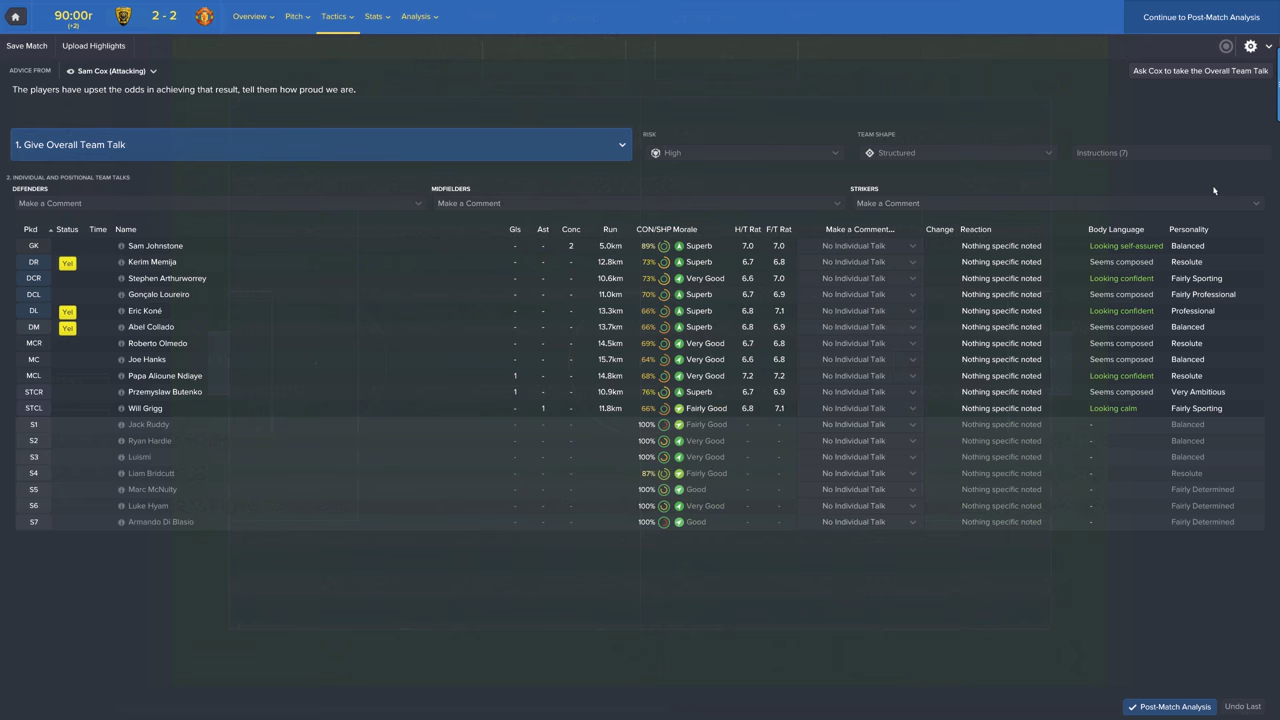 90:00r
(+2)
2 - 2
Overview
Pitch
Tactics
Stats
Analysis
Continue to Post-Match Analysis
Save Match
Upload Highlights
ADVICE FROM
Sam Cox (Attacking)
Ask Cox to take the Overall Team Talk
The players have upset the odds in achieving that result, tell them how proud we are.
1. Give Overall Team Talk
RISK
High
TEAM SHAPE
Structured
Instructions (7)
2. INDIVIDUAL AND POSITIONAL TEAM TALKS
DEFENDERS MIDFIELDERS STRIKERS
Make a Comment Make a Comment Make a Comment
Pkd Status Time Name Gls Ast Conc Run CON/SHP Morale H/T Rat F/T Rat Make a Comment... Change Reaction Body Language Personality
GK Sam Johnstone - - 2 5.0km 89% Superb 7.0 7.0 No Individual Talk Nothing specific noted Looking self-assured Balanced
DR Yel Kerim Memija - - - 12.8km 73% Superb 6.7 6.8 No Individual Talk Nothing specific noted Seems composed Resolute
DCR Stephen Arthurworrey - - - 10.6km 73% Very Good 6.6 7.0 No Individual Talk Nothing specific noted Looking confident Fairly Sporting
DCL Gonçalo Loureiro - - - 11.0km 70% Superb 6.7 6.9 No Individual Talk Nothing specific noted Seems composed Fairly Professional
DL Yel Eric Koné - - - 13.3km 66% Superb 6.8 7.1 No Individual Talk Nothing specific noted Looking confident Professional
DM Yel Abel Collado - - - 13.7km 66% Superb 6.8 6.9 No Individual Talk Nothing specific noted Seems composed Balanced
MCR Roberto Olmedo - - - 14.5km 69% Very Good 6.7 6.8 No Individual Talk Nothing specific noted Seems composed Resolute
MC Joe Hanks - - - 15.7km 64% Very Good 6.6 6.8 No Individual Talk Nothing specific noted Seems composed Balanced
MCL Papa Alioune Ndiaye 1 - - 14.8km 68% Very Good 7.2 7.2 No Individual Talk Nothing specific noted Looking confident Resolute
STCR Przemyslaw Butenko 1 - - 10.9km 76% Superb 6.7 6.9 No Individual Talk Nothing specific noted Seems composed Very Ambitious
STCL Will Grigg - 1 - 11.8km 66% Fairly Good 6.8 7.1 No Individual Talk Nothing specific noted Looking calm Fairly Sporting
S1 Jack Ruddy - - - - 100% Fairly Good - - No Individual Talk Nothing specific noted - Balanced
S2 Ryan Hardie - - - - 100% Very Good - - No Individual Talk Nothing specific noted - Balanced
S3 Luismi - - - - 100% Very Good - - No Individual Talk Nothing specific noted - Balanced
S4 Liam Bridcutt - - - - 87% Fairly Good - - No Individual Talk Nothing specific noted - Resolute
S5 Marc McNulty - - - - 100% Good - - No Individual Talk Nothing specific noted - Fairly Determined
S6 Luke Hyam - - - - 100% Very Good - - No Individual Talk Nothing specific noted - Fairly Determined
S7 Armando Di Blasio - - - - 100% Good - - No Individual Talk Nothing specific noted - Fairly Determined
Post-Match Analysis
Undo Last